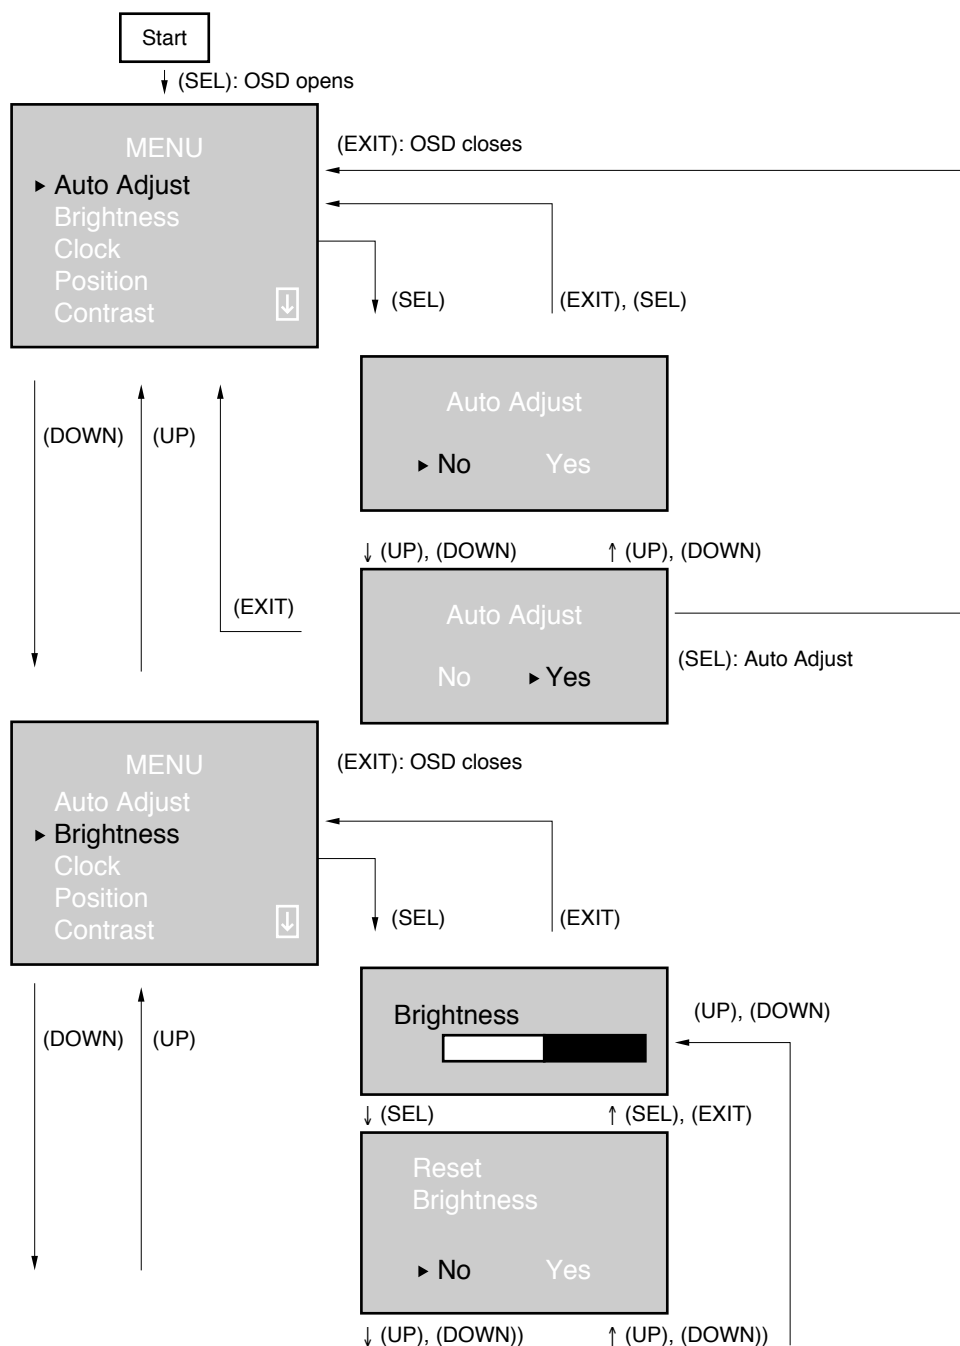 Start
(SEL): OSD opens
MENU
Auto Adjust
Brightness
Clock
Position
Contrast
(EXIT): OSD closes
(SEL)
(EXIT), (SEL)
Auto Adjust
No Yes
(DOWN) (UP)
↓ (UP), (DOWN) ↑ (UP), (DOWN)
(EXIT)
Auto Adjust
No Yes
(SEL): Auto Adjust
MENU
Auto Adjust
Brightness
Clock
Position
Contrast
(EXIT): OSD closes
(SEL)
(EXIT)
Brightness
(UP), (DOWN)
(DOWN) (UP)
↓ (SEL) ↑ (SEL), (EXIT)
Reset
Brightness
No Yes
↓ (UP), (DOWN)) ↑ (UP), (DOWN))